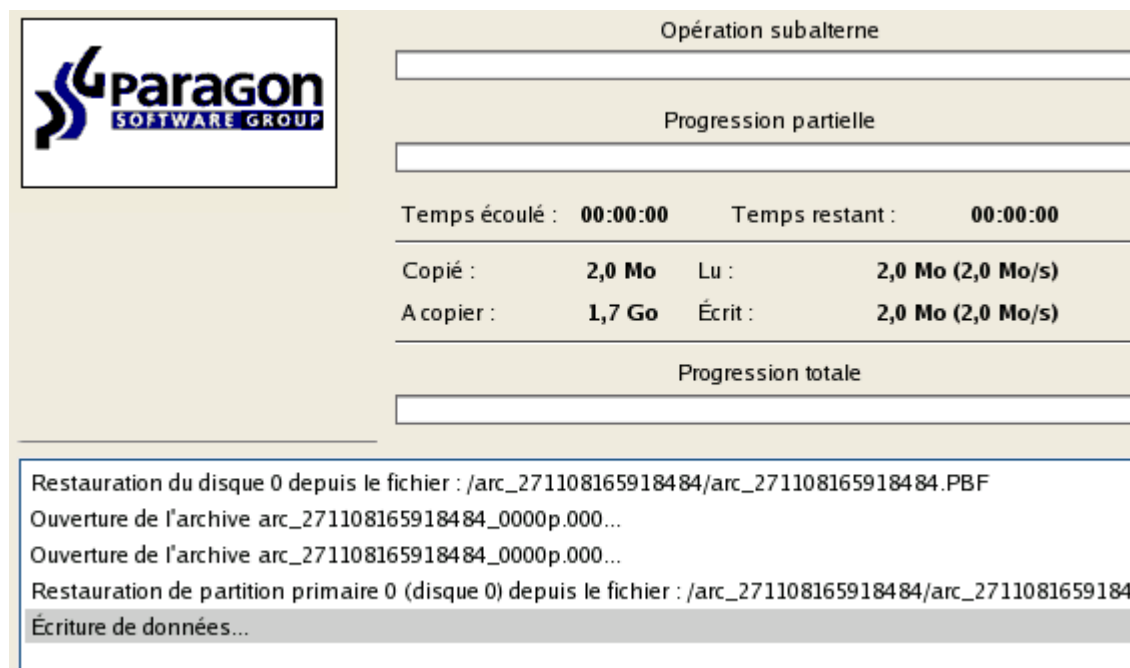 Paragon
SOFTWARE GROUP
Opération subalterne
Progression partielle
Temps écoulé : 00:00:00 Temps restant : 00:00:00
Copié : 2,0 Mo Lu : 2,0 Mo (2,0 Mo/s)
A copier : 1,7 Go Écrit : 2,0 Mo (2,0 Mo/s)
Progression totale
Restauration du disque 0 depuis le fichier : /arc_271108165918484/arc_271108165918484.PBF
Ouverture de l'archive arc_271108165918484_0000p.000...
Ouverture de l'archive arc_271108165918484_0000p.000...
Restauration de partition primaire 0 (disque 0) depuis le fichier : /arc_271108165918484/arc_2711081659184
Écriture de données...